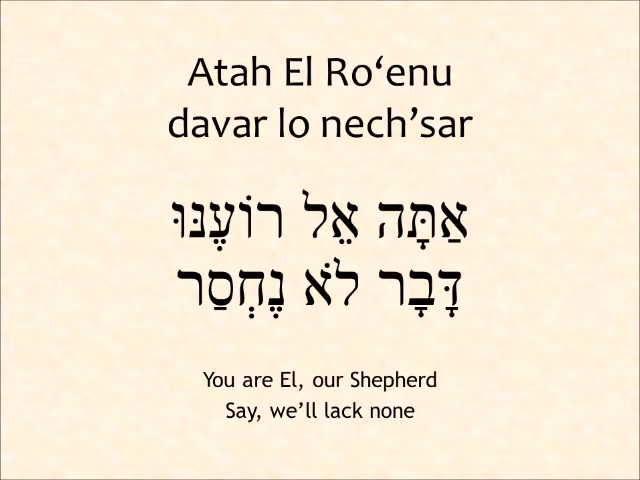 Atah El Ro‘enu
davar lo nech’sar
אַתָּה אֵל רוֹעֶנּוּ
דָּבָר לֹא נֶחְסַר
You are El, our Shepherd
Say, we’ll lack none